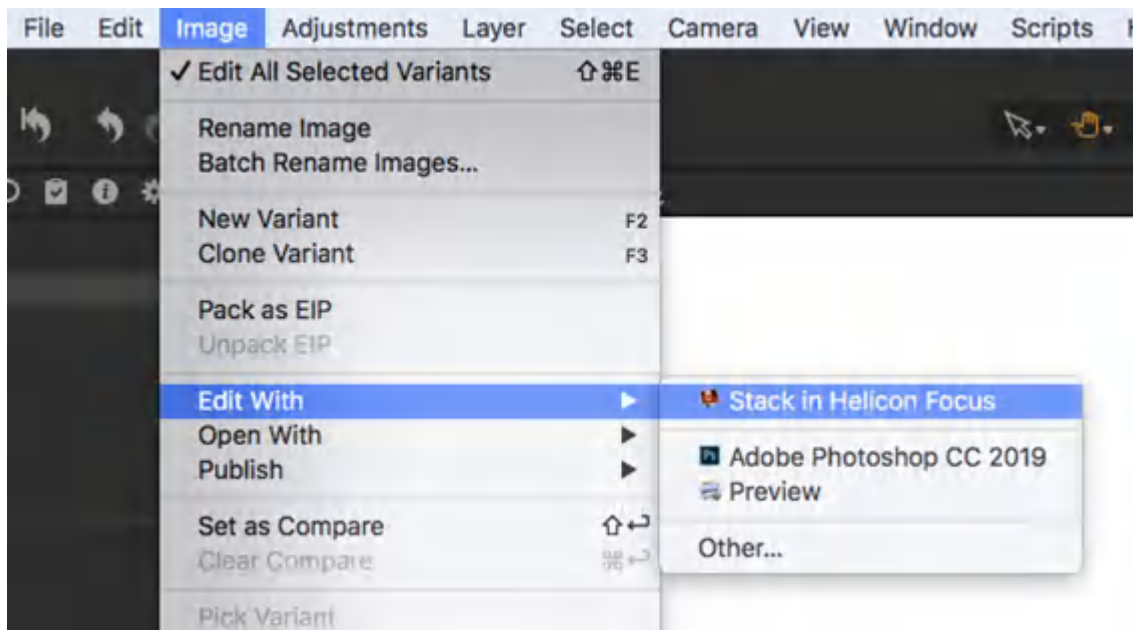 File Edit Image Adjustments Layer Select Camera View Window Scripts
✓ Edit All Selected Variants ⇧⌘E
Rename Image
Batch Rename Images...
New Variant F2
Clone Variant F3
Pack as EIP
Unpack EIP
Edit With ▶
Open With ▶
Publish ▶
Set as Compare ⇧↩
Clear Compare ⌘↩
Pick Variant
Stack in Helicon Focus
Adobe Photoshop CC 2019
Preview
Other...